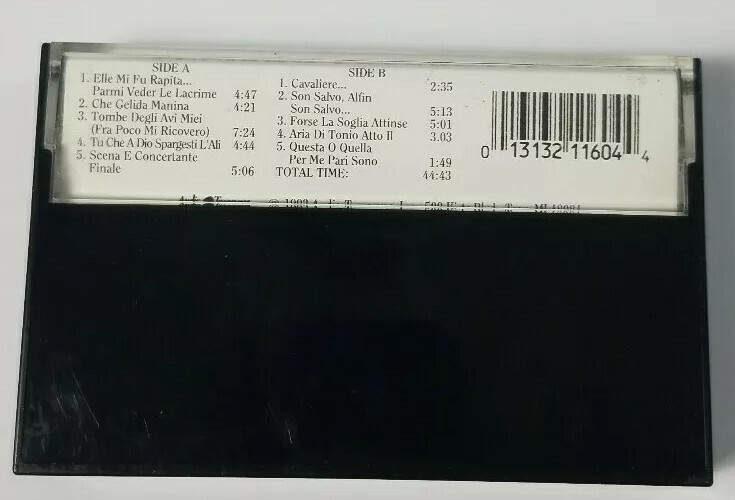 SIDE A
1. Elle Mi Fu Rapita...
Parmi Veder Le Lacrime 4:47
2. Che Gelida Manina 4:21
3. Tombe Degli Avi Miei
(Fra Poco Mi Ricovero) 7:24
4. Tu Che A Dio Spargesti L'Ali 4:44
5. Scena E Concertante
Finale 5:06
SIDE B
1. Cavaliere... 2:35
2. Son Salvo, Alfin
Son Salvo... 5:13
3. Forse La Soglia Attinse 5:01
4. Aria Di Tonio Atto II 3.03
5. Questa O Quella
Per Me Pari Sono 1:49
TOTAL TIME: 44:43
0 13132 11604 4